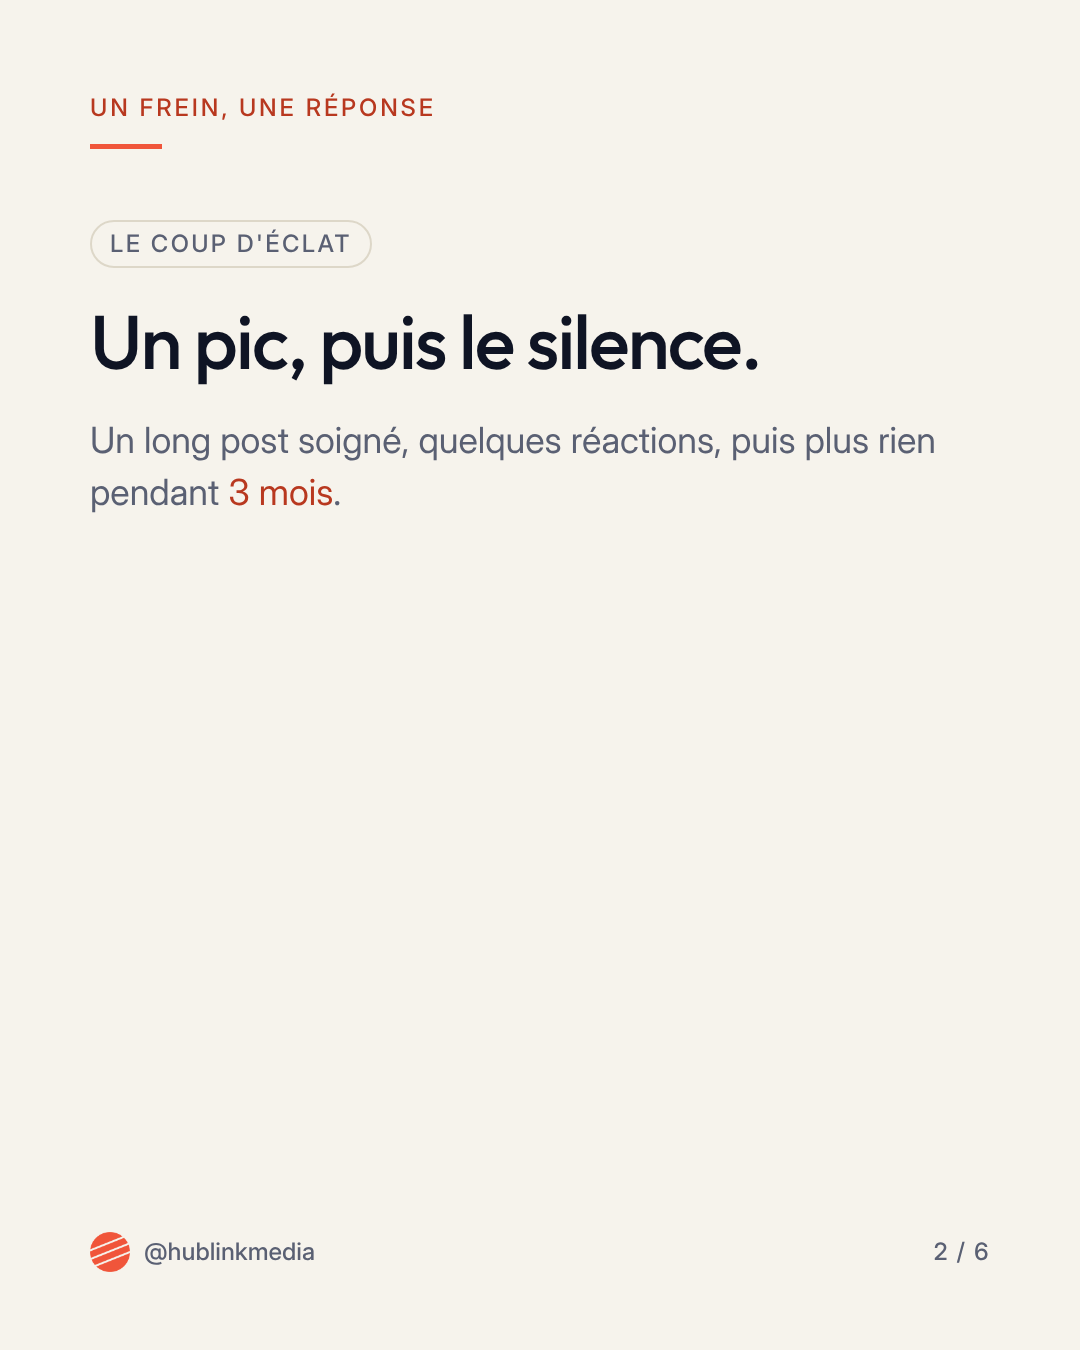 UN FREIN, UNE RÉPONSE
LE COUP D'ÉCLAT
Un pic, puis le silence.
Un long post soigné, quelques réactions, puis plus rien
pendant 3 mois.
@hublinkmedia
2 / 6